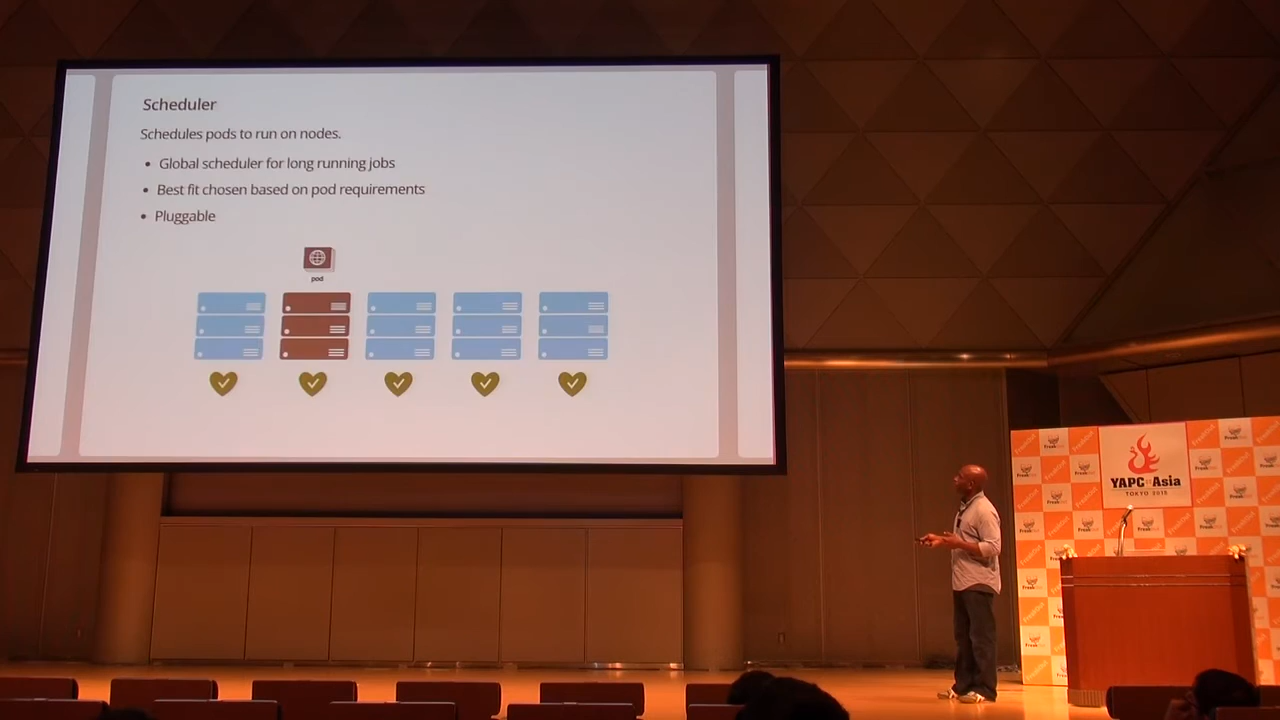 Scheduler
Schedules pods to run on nodes.
• Global scheduler for long running jobs
• Best fit chosen based on pod requirements
• Pluggable
pod
YAPC Asia
TOKYO 2015